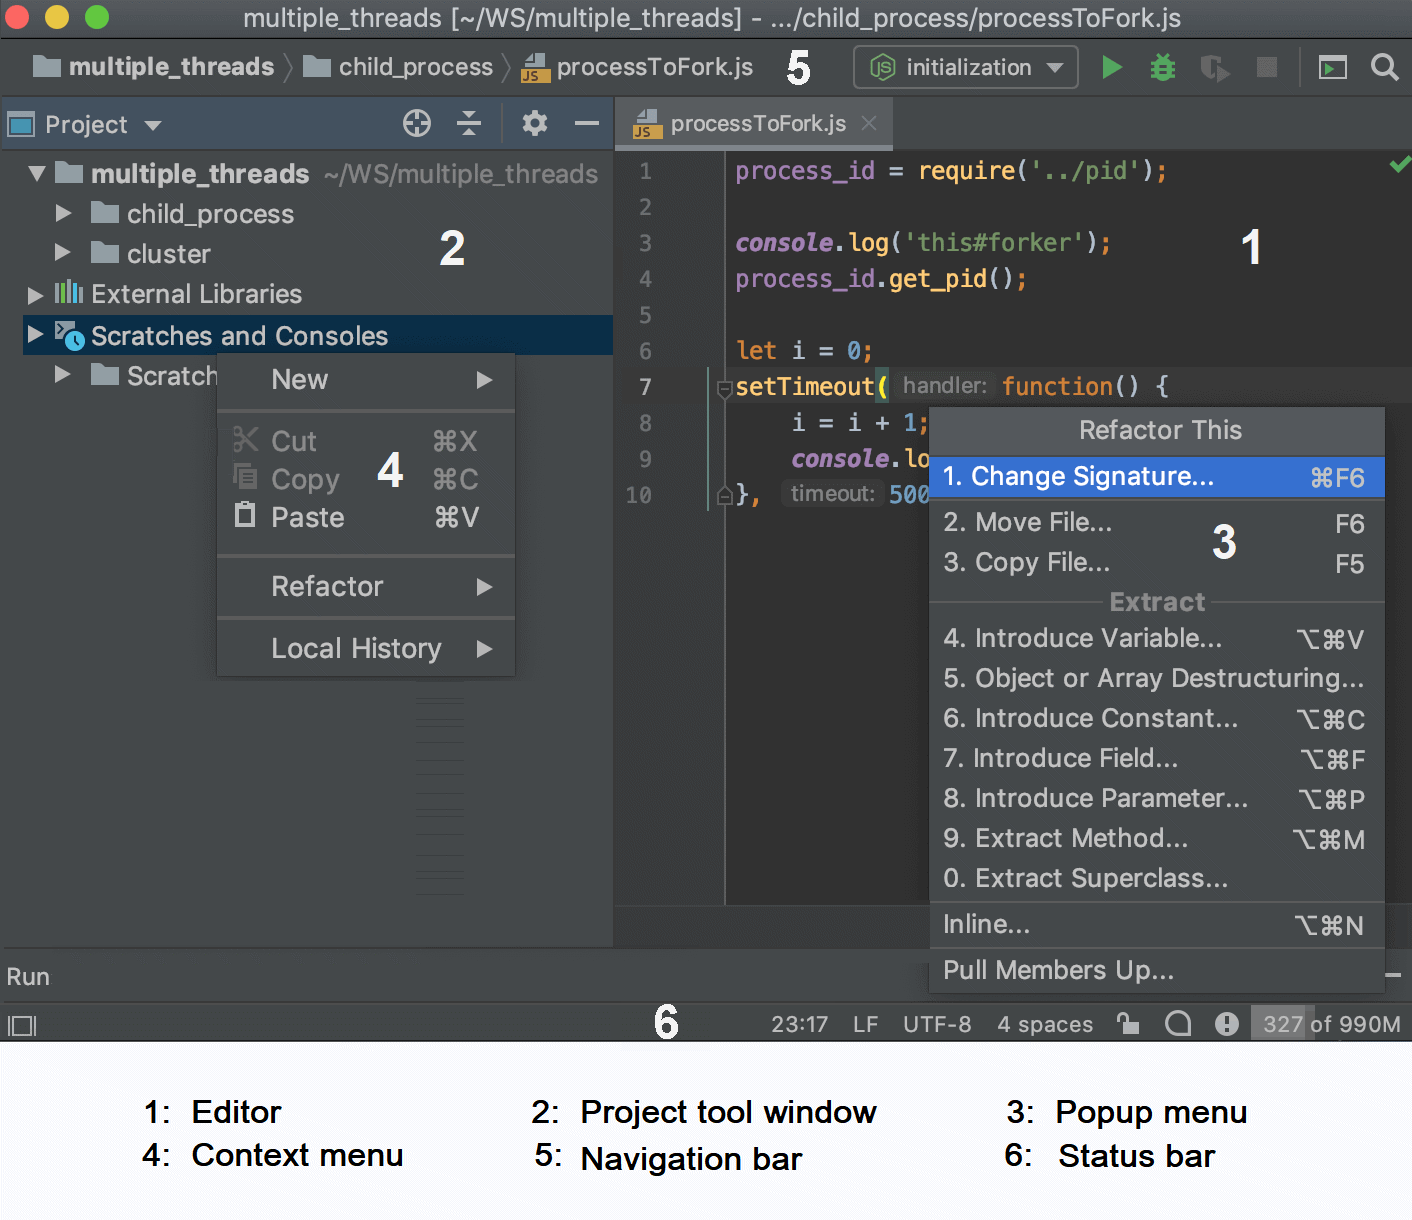 multiple_threads [~/WS/multiple_threads] - .../child_process/processToFork.js
multiple_threads child_process processToFork.js 5 initialization
Project
processToFork.js
multiple_threads ~/WS/multiple_threads
child_process
cluster
2
External Libraries
Scratches and Consoles
Scratch
New
Cut ⌘X
Copy ⌘C
4
Paste ⌘V
Refactor
Local History
1 process_id = require('../pid');
2
3 console.log('this#forker');
1
4 process_id.get_pid();
5
6 let i = 0;
7 setTimeout( handler: function() {
8 i = i + 1;
9 console.lo
10 }, timeout: 500
Refactor This
1. Change Signature... ⌘F6
2. Move File... F6
3
3. Copy File... F5
Extract
4. Introduce Variable... ⌥⌘V
5. Object or Array Destructuring...
6. Introduce Constant... ⌥⌘C
7. Introduce Field... ⌥⌘F
8. Introduce Parameter... ⌥⌘P
9. Extract Method... ⌥⌘M
0. Extract Superclass...
Inline... ⌥⌘N
Pull Members Up...
Run
6 23:17 LF UTF-8 4 spaces 327 of 990M
1: Editor 2: Project tool window 3: Popup menu
4: Context menu 5: Navigation bar 6: Status bar